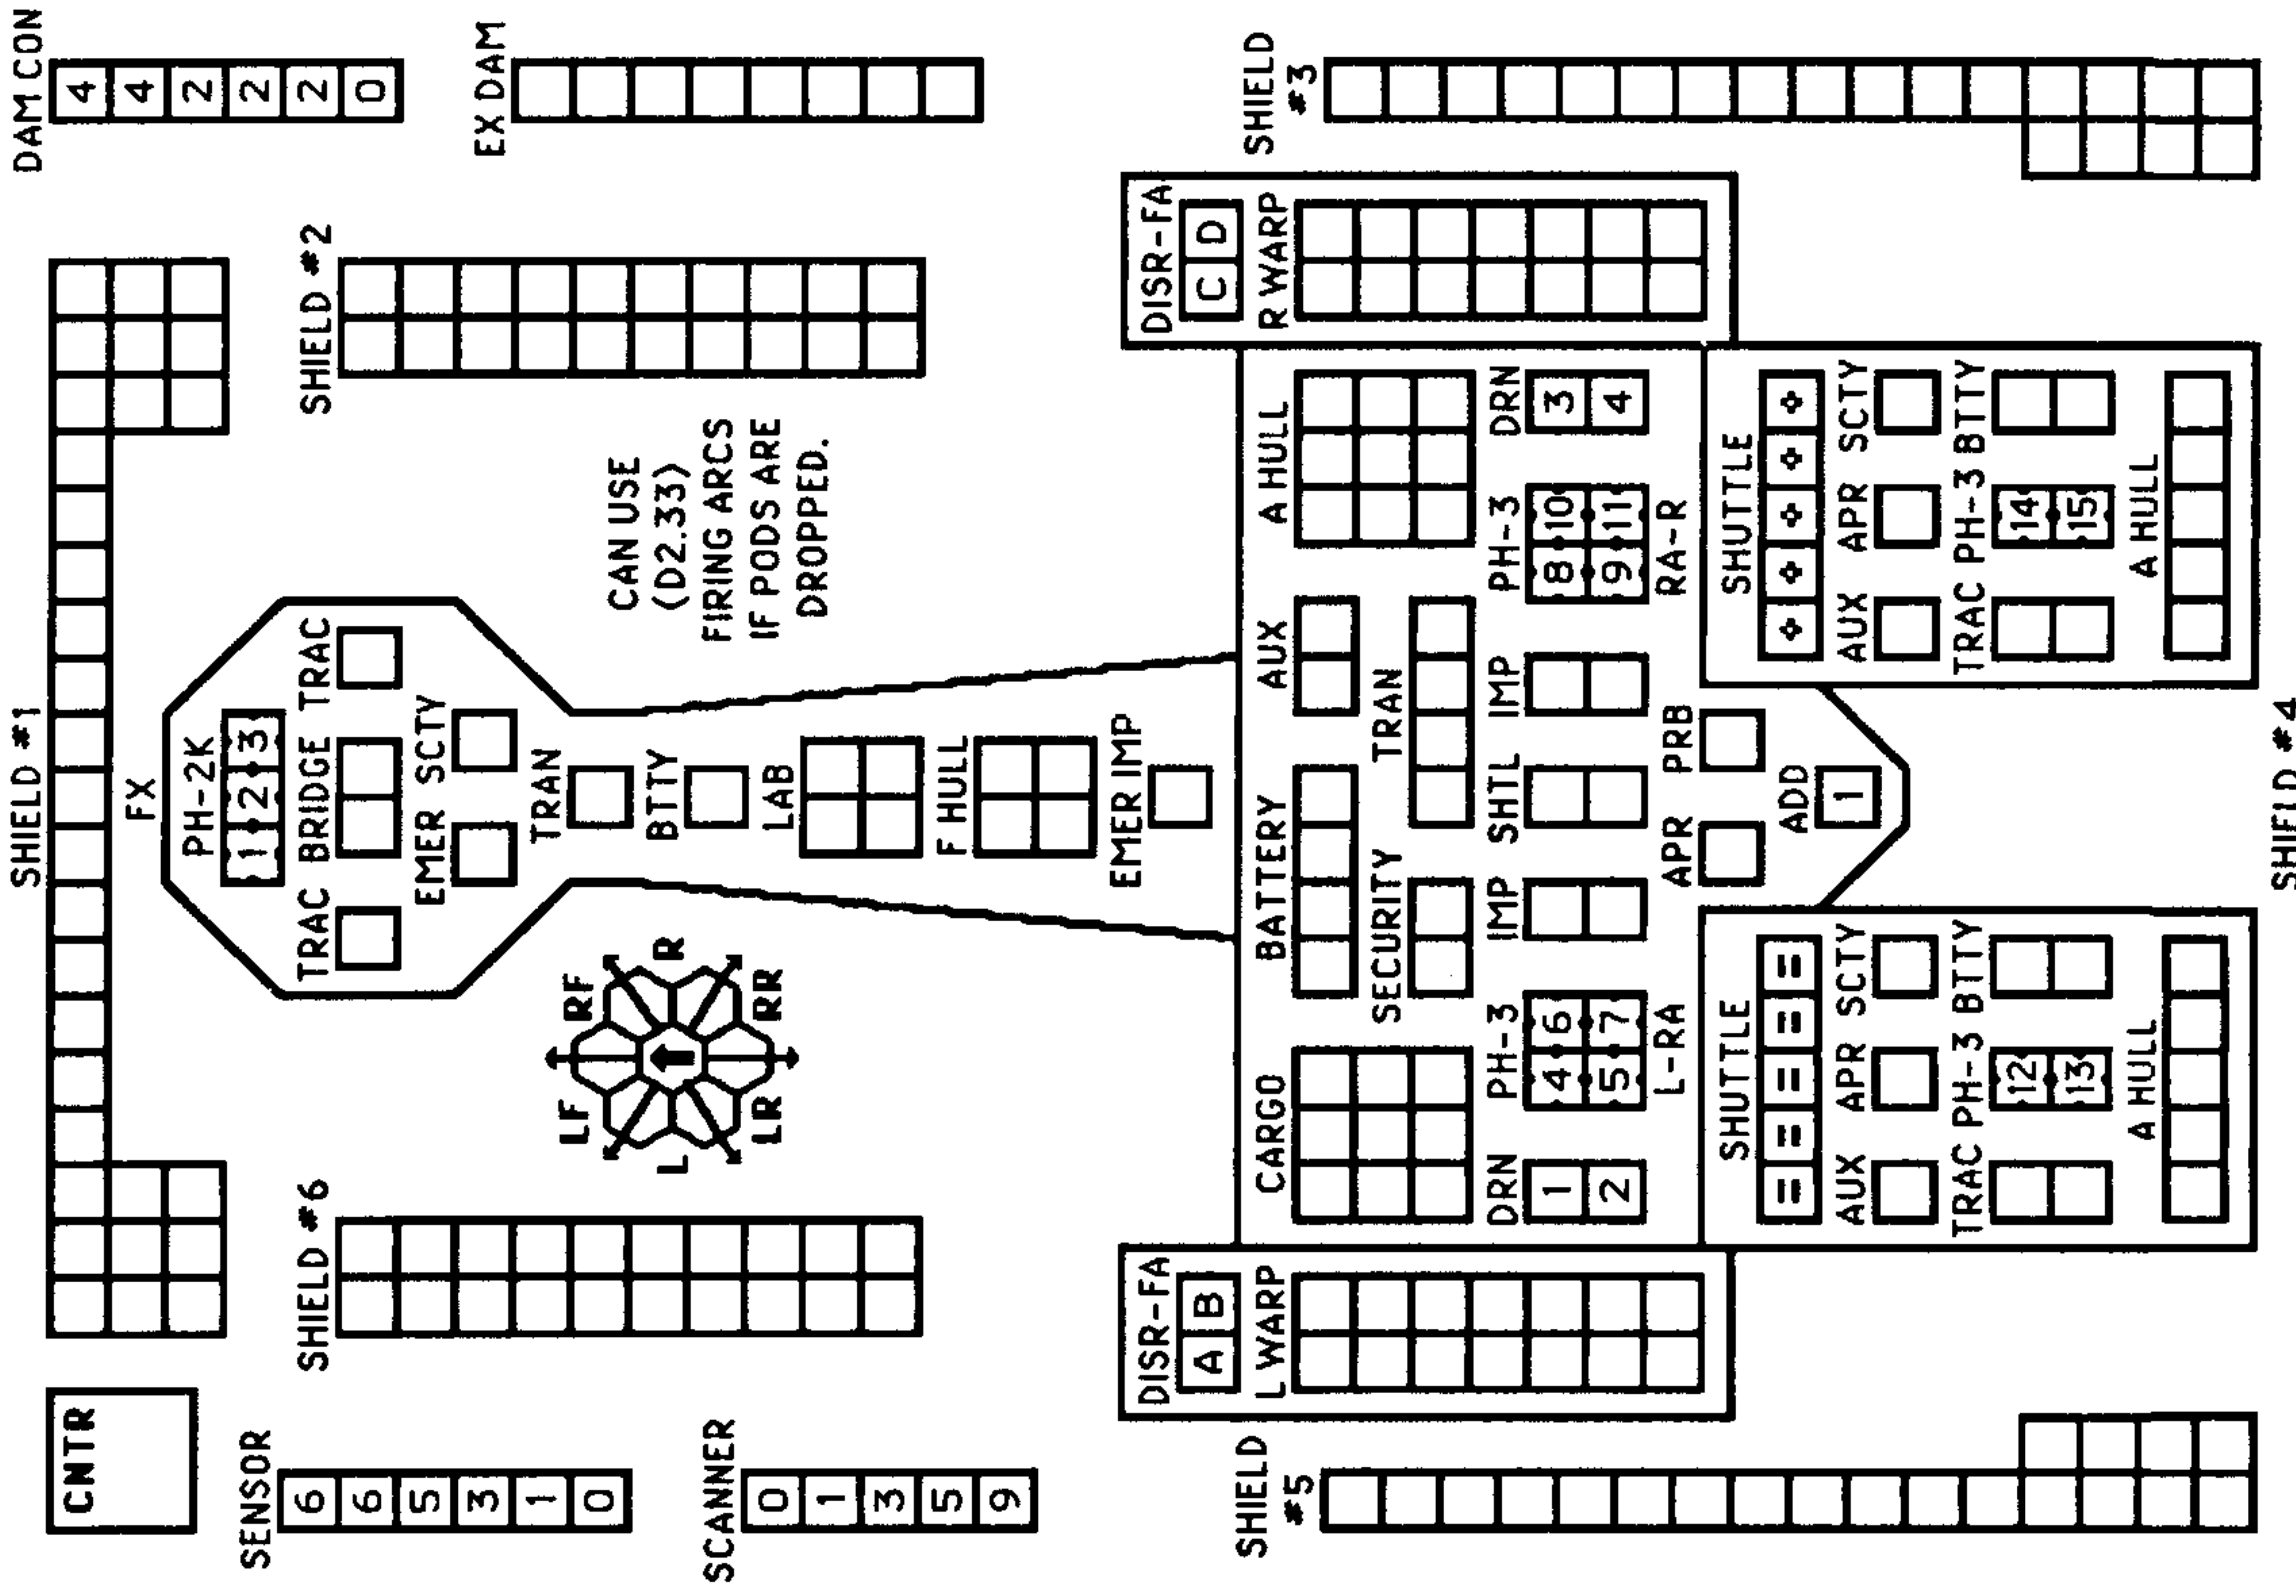 DAM CON
4
4
2
2
2
0
EX DAM
SHIELD #1
SHIELD #2
SHIELD
#3
FX
PH-2K
1 2 3
TRAC BRIDGE TRAC
EMER SCTY
TRAN
BTTY
LAB
F HULL
EMER IMP
CAN USE
(D2.33)
FIRING ARCS
IF PODS ARE
DROPPED.
LF RF
L R
LR RR
CNTR
SENSOR
6
6
5
3
1
0
SCANNER
0
1
3
5
9
SHIELD #6
DISR-FA
A B
L WARP
DISR-FA
C D
R WARP
CARGO BATTERY AUX A HULL
SECURITY TRAN
DRN PH-3 IMP SHTL IMP PH-3 DRN
1 4 6 8 10 3
2 5 7 9 11 4
L-RA RA-R
APR PRB
ADD
1
SHUTTLE
= = = = =
AUX APR SCTY
TRAC PH-3 BTTY
12
13
A HULL
SHUTTLE
AUX APR SCTY
TRAC PH-3 BTTY
14
15
A HULL
SHIELD
#5
SHIELD #4